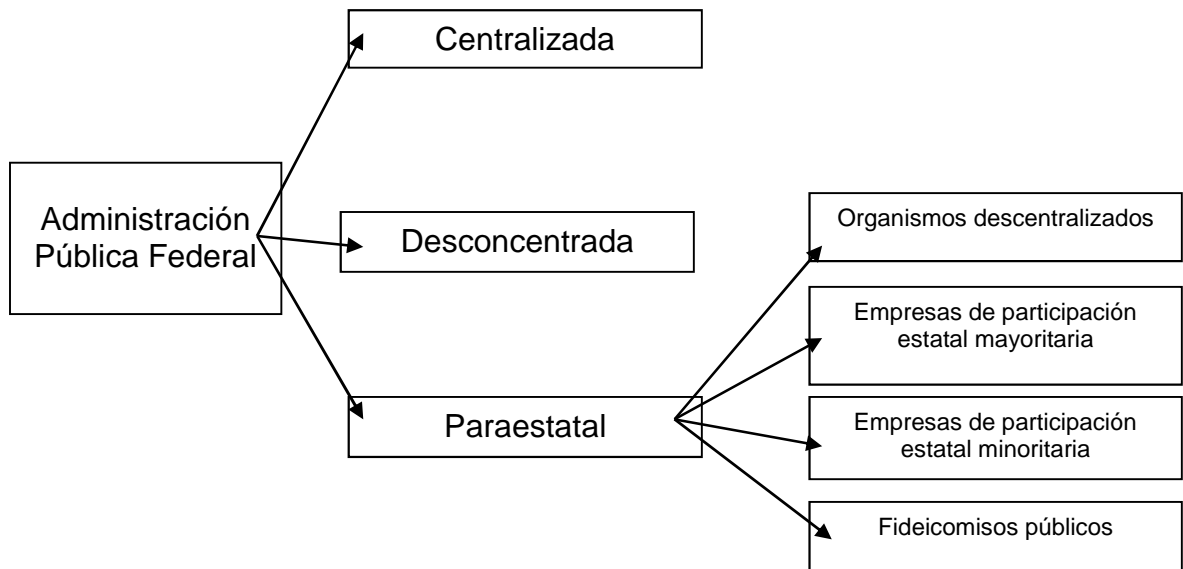 Centralizada
Administración
Pública Federal
Desconcentrada
Paraestatal
Organismos descentralizados
Empresas de participación
estatal mayoritaria
Empresas de participación
estatal minoritaria
Fideicomisos públicos